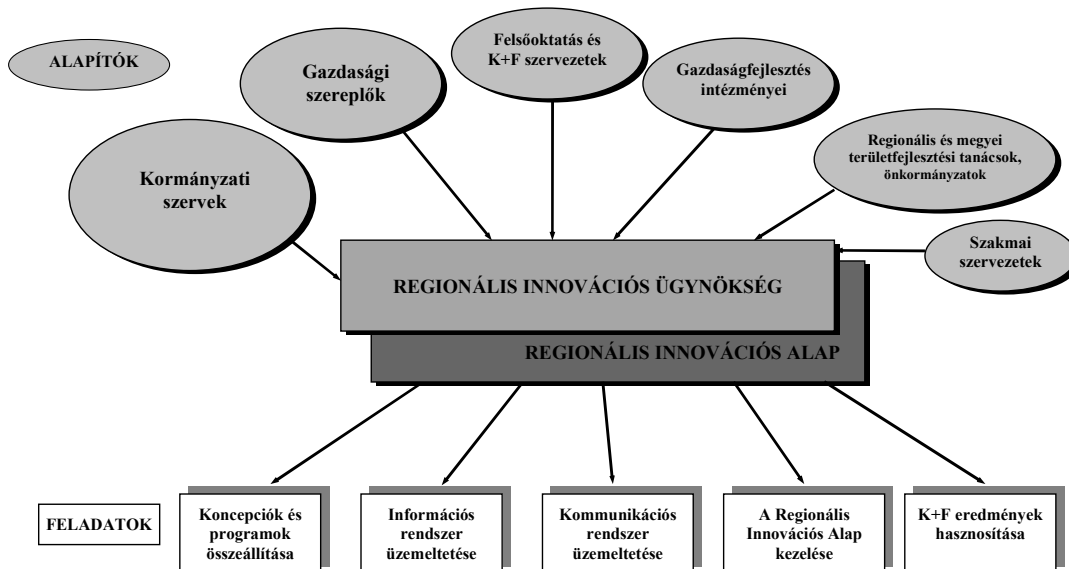 ALAPÍTÓK
Gazdasági
szereplők
Felsőoktatás és
K+F szervezetek
Gazdaságfejlesztés
intézményei
Regionális és megyei
területfejlesztési tanácsok,
önkormányzatok
Kormányzati
szervek
Szakmai
szervezetek
REGIONÁLIS INNOVÁCIÓS ÜGYNÖKSÉG
REGIONÁLIS INNOVÁCIÓS ALAP
FELADATOK
Koncepciók és
programok
összeállítása
Információs
rendszer
üzemeltetése
Kommunikációs
rendszer
üzemeltetése
A Regionális
Innovációs Alap
kezelése
K+F eredmények
hasznosítása